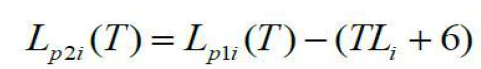 L_{p2i}(T) = L_{p1i}(T) − (TL_i + 6)